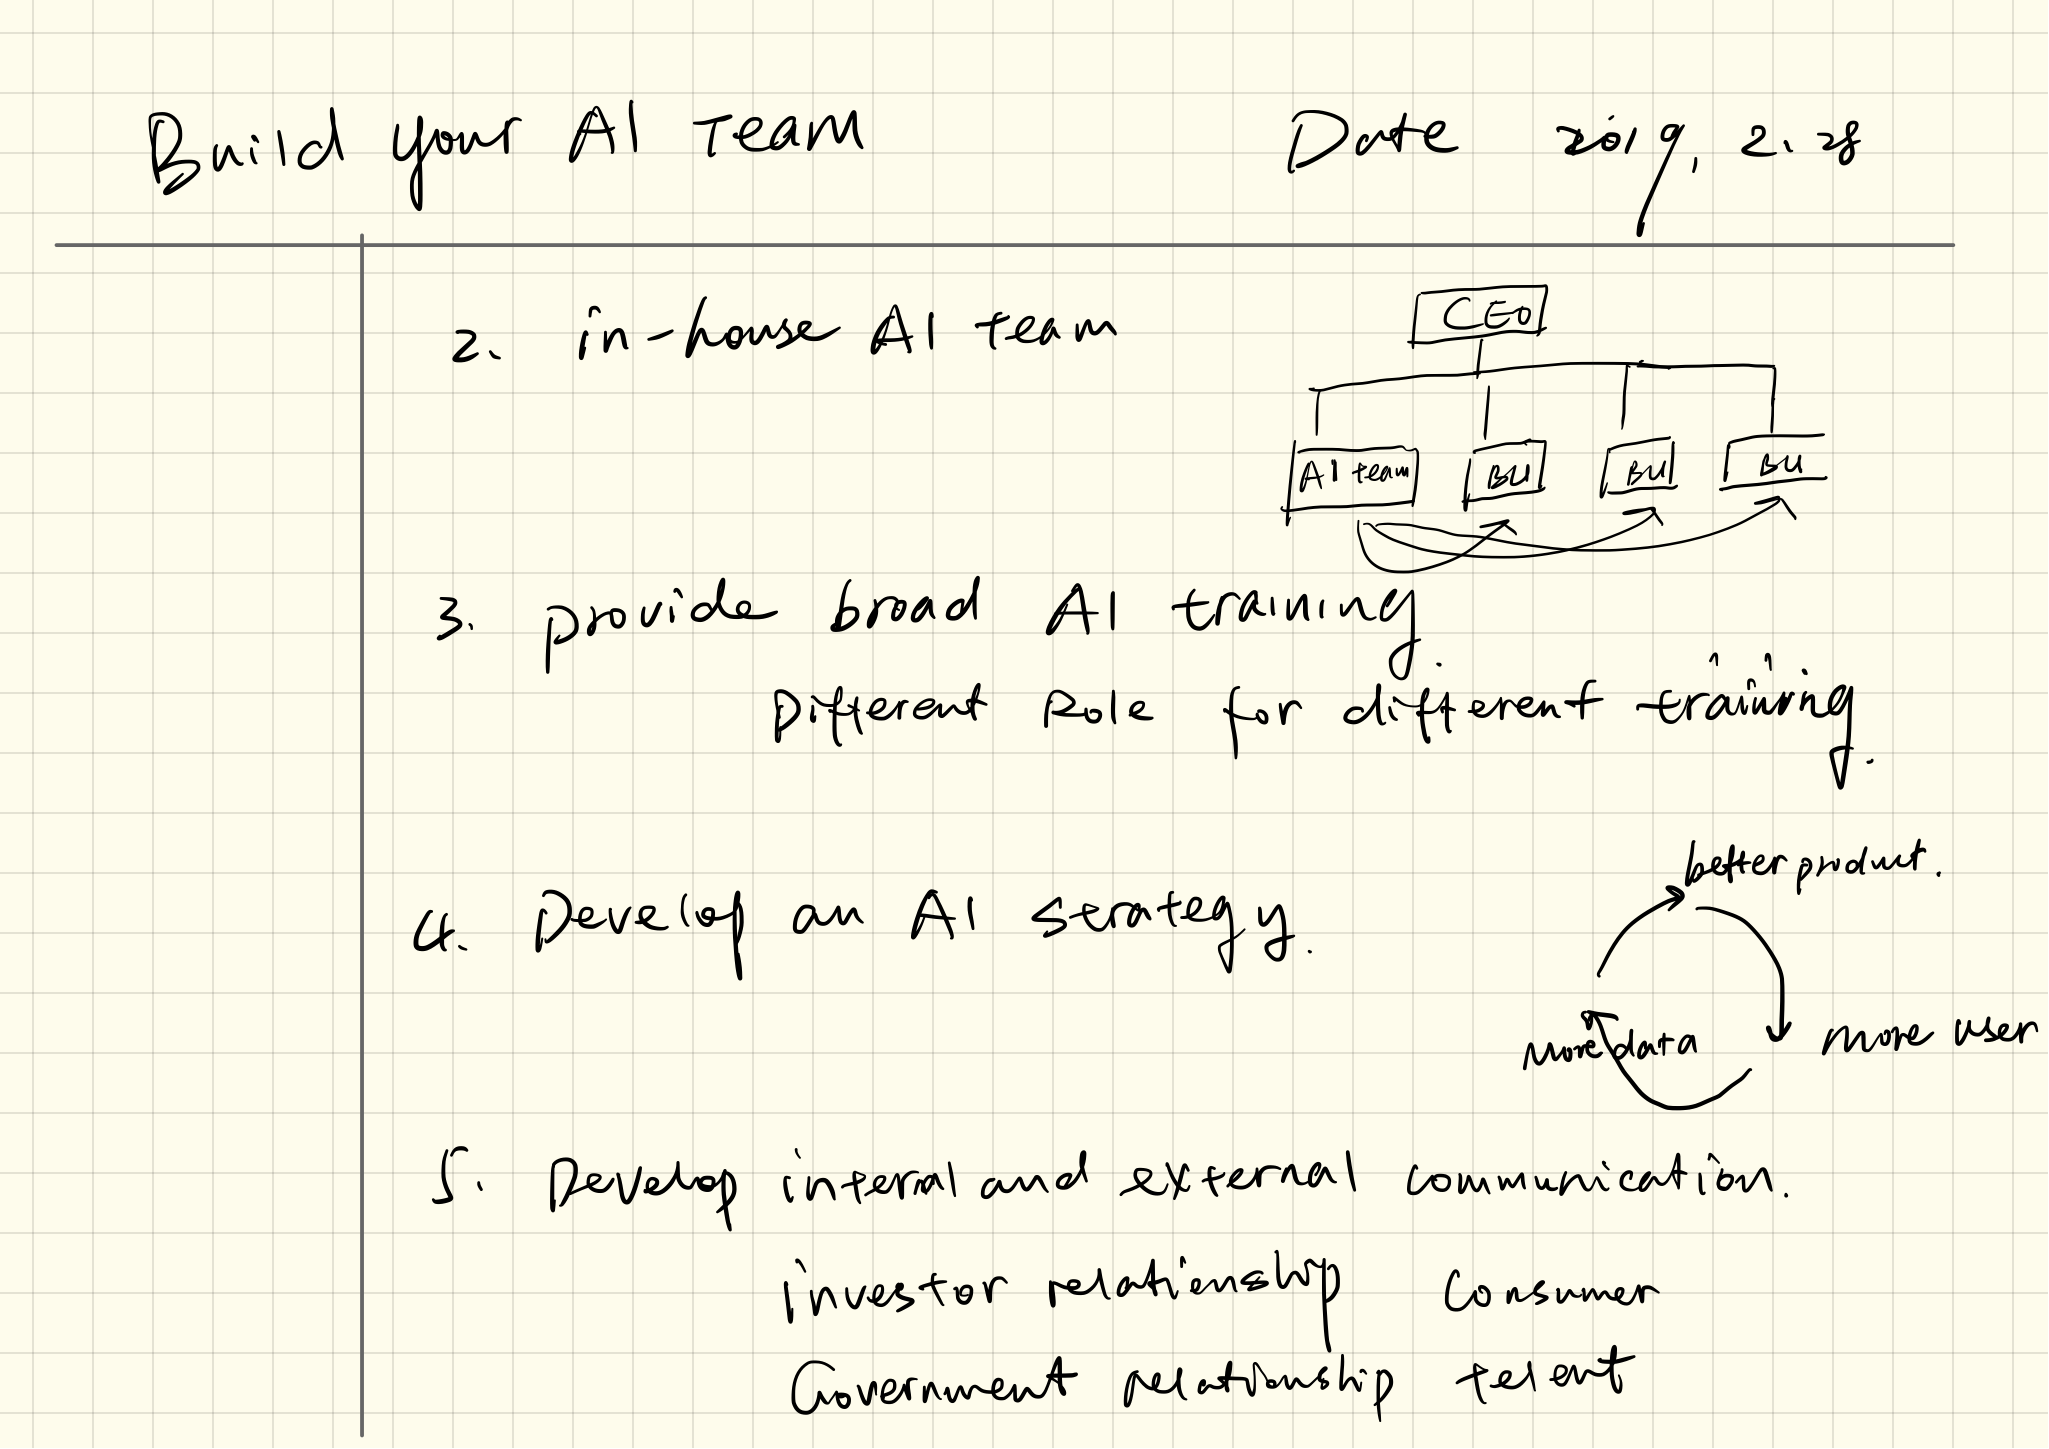 Build your AI Team
Date 2019, 2. 28
2. in-house AI team
CEO
AI team BU BU BU
3. provide broad AI training.
Different Role for different training.
4. Develop an AI strategy.
better product.
more user
more data
5. Develop internal and external communication.
investor relationship Consumer
Government relationship telent